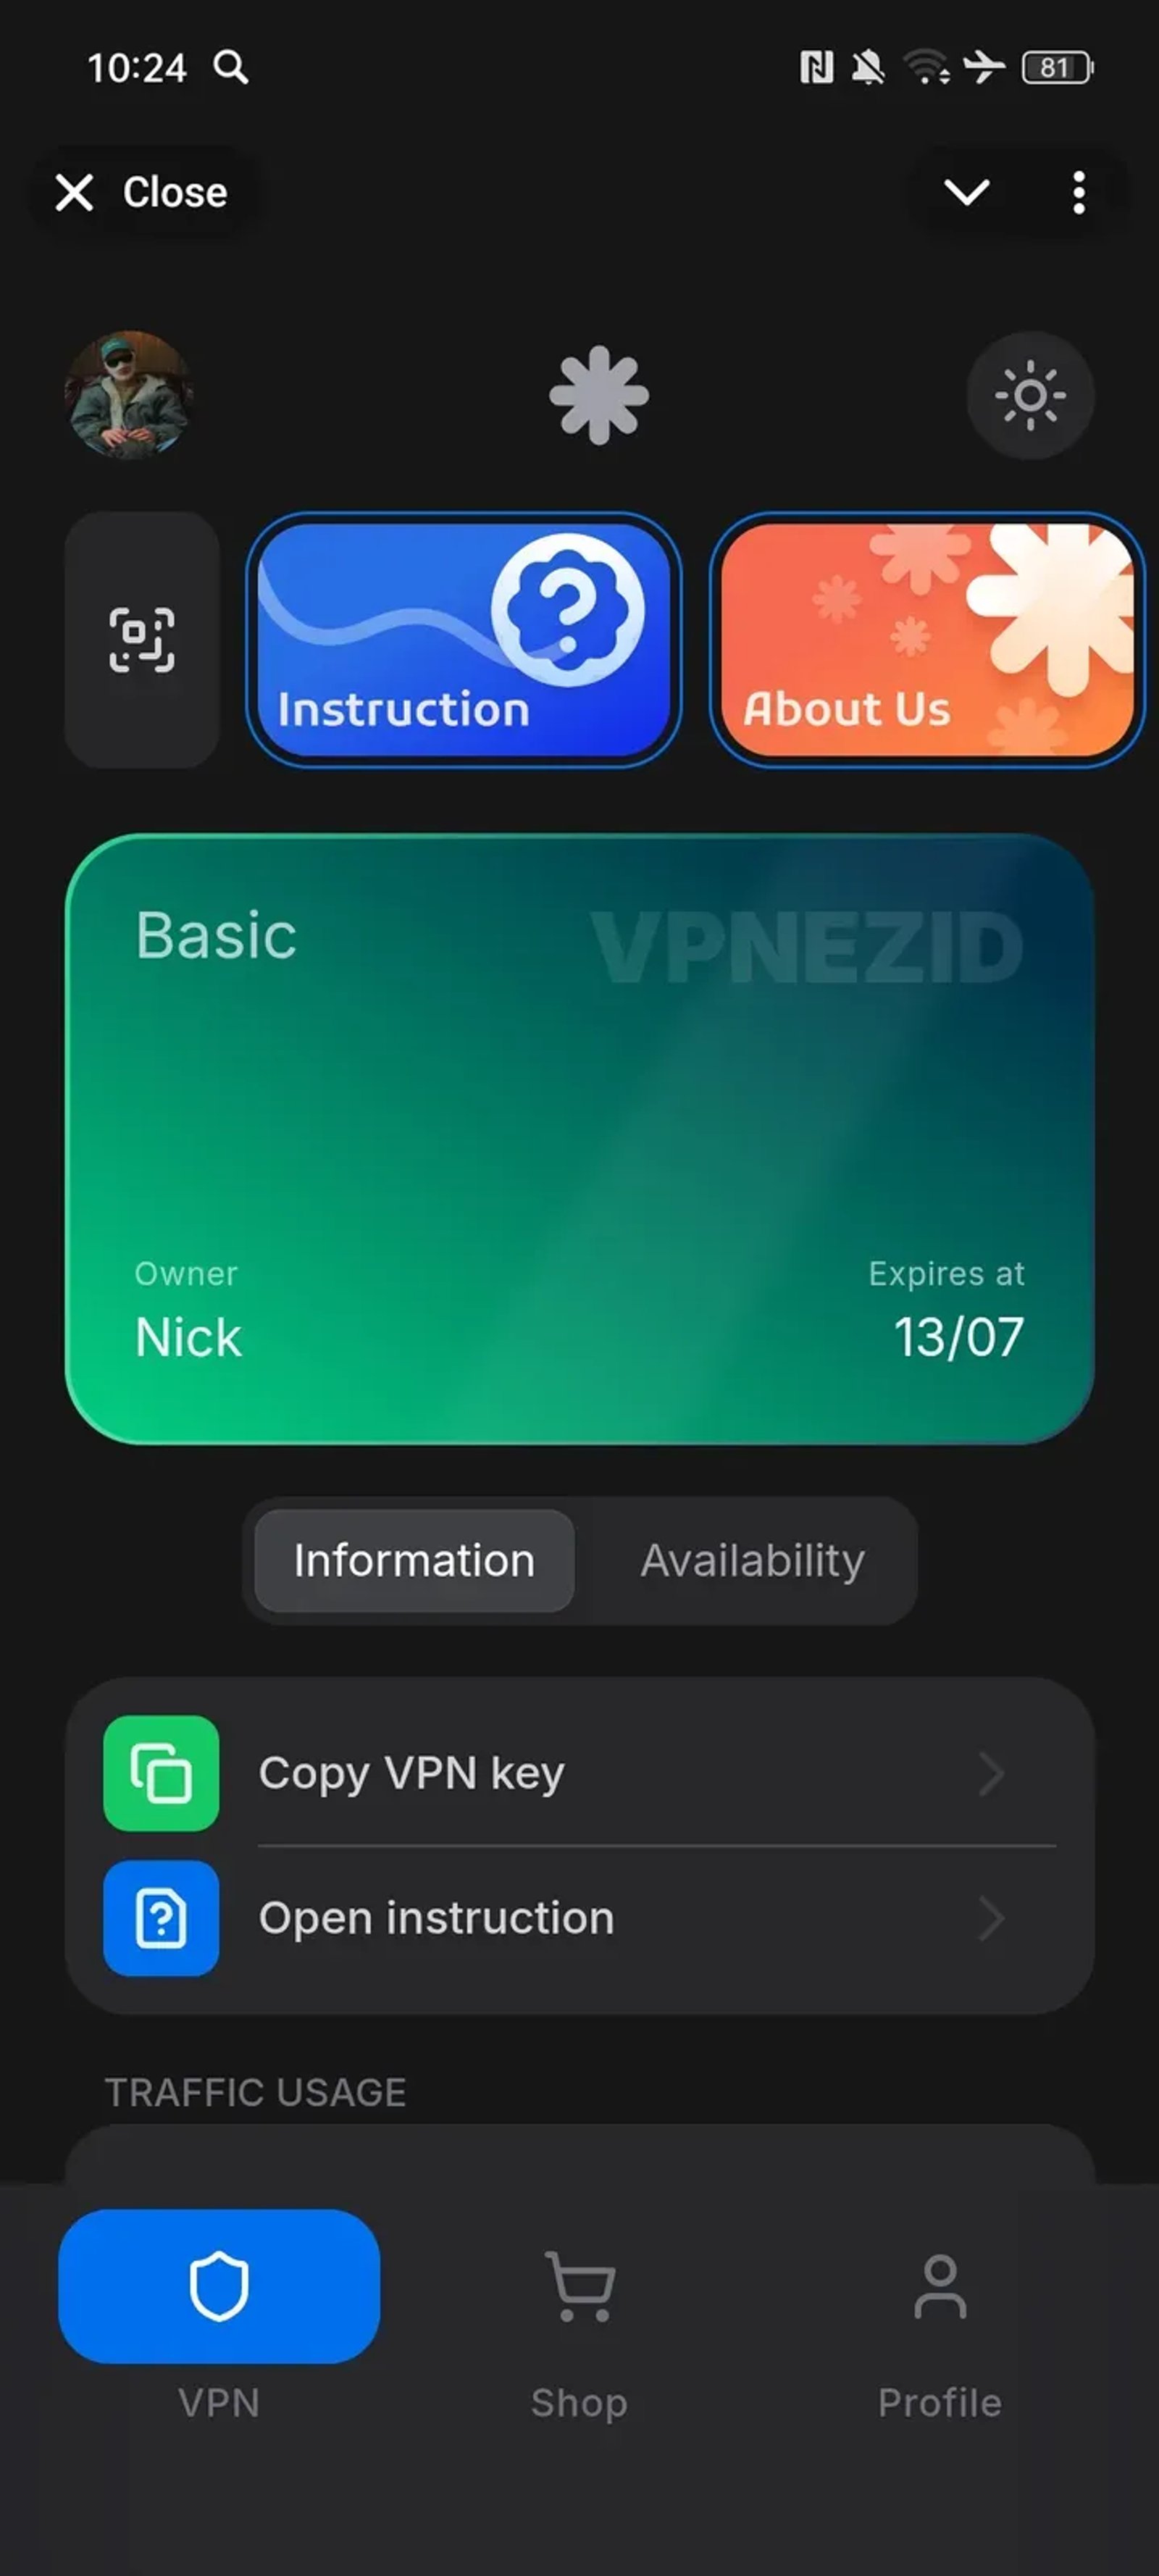 10:24
81
Close
Instruction
About Us
Basic
VPNEZID
Owner
Expires at
Nick
13/07
Information
Availability
Copy VPN key
Open instruction
TRAFFIC USAGE
VPN
Shop
Profile